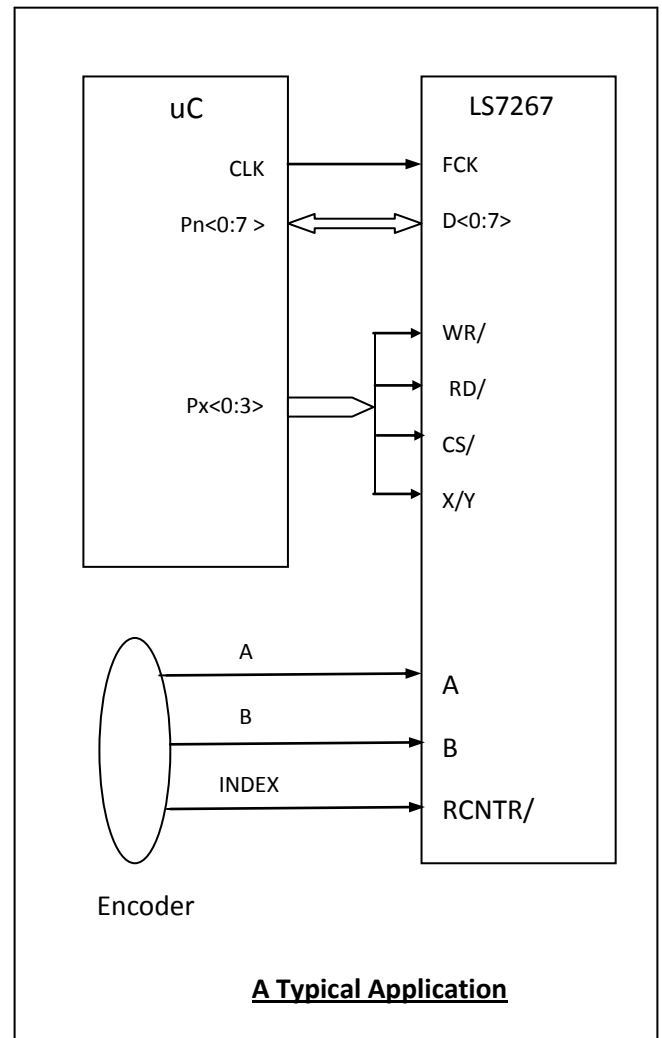 uC
CLK
Pn<0:7 >
Px<0:3>
LS7267
FCK
D<0:7>
WR/
RD/
CS/
X/Y
A
B
RCNTR/
A
B
INDEX
Encoder
A Typical Application